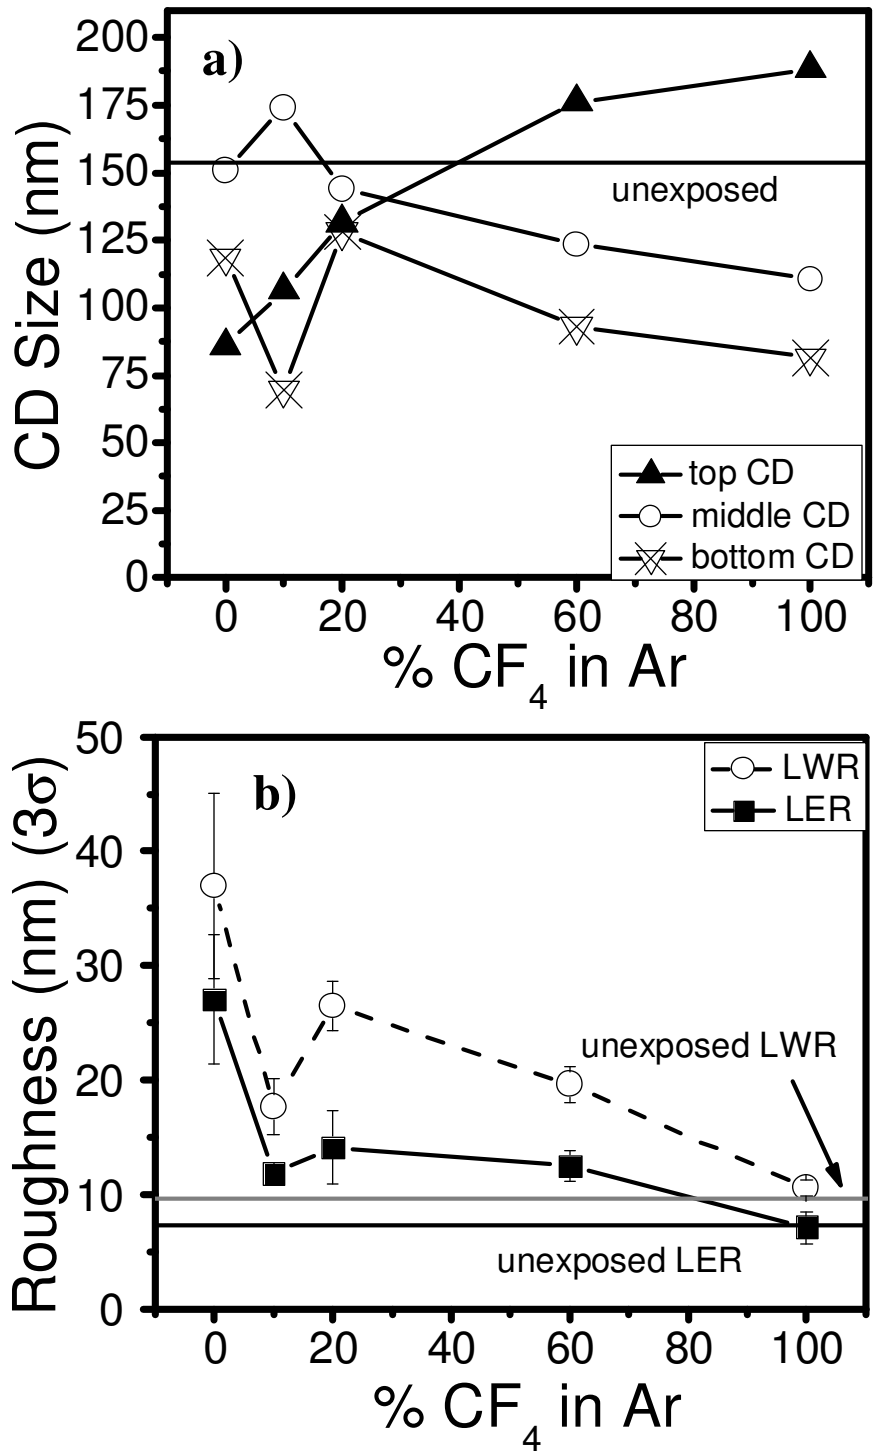 a)
CD Size (nm)
200
175
150
125
100
75
50
25
0
unexposed
top CD
middle CD
bottom CD
0 20 40 60 80 100
% CF4 in Ar
b)
Roughness (nm) (3σ)
50
40
30
20
10
0
LWR
LER
unexposed LWR
unexposed LER
0 20 40 60 80 100
% CF4 in Ar